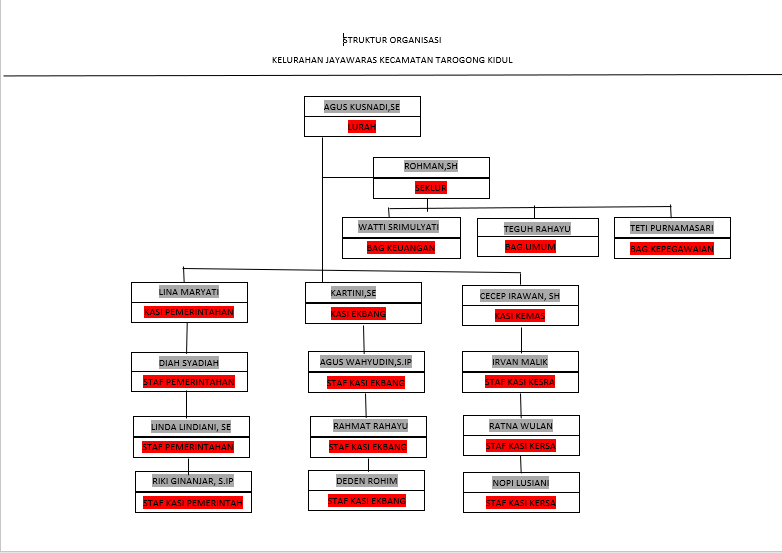 STRUKTUR ORGANISASI
KELURAHAN JAYAWARAS KECAMATAN TAROGONG KIDUL
AGUS KUSNADI,SE
LURAH
ROHMAN,SH
SEKLUR
WATTI SRIMULYATI
BAG KEUANGAN
TEGUH RAHAYU
BAG UMUM
TETI PURNAMASARI
BAG.KEPEGAWAIAN
LINA MARYATI
KASI PEMERINTAHAN
KARTINI,SE
KASI EKBANG
CECEP IRAWAN, SH
KASI KEMAS
DIAH SYADIAH
STAF PEMERINTAHAN
AGUS WAHYUDIN,S.IP
STAF KASI EKBANG
IRVAN MALIK
STAF KASI KESRA
LINDA LINDIANI, SE
STAF PEMERINTAHAN
RAHMAT RAHAYU
STAF KASI EKBANG
RATNA WULAN
STAF KASI KERSA
RIKI GINANJAR, S.IP
STAF KASI PEMERINTAH
DEDEN ROHIM
STAF KASI EKBANG
NOPI LUSIANI
STAF KASI KERSA